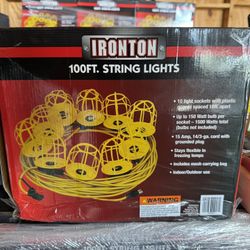 IRONTON
100FT. STRING LIGHTS
• 10 light sockets with plastic
guards spaced 10ft. apart
• Up to 150 Watt bulb per
socket – 1500 Watts total
(bulbs not included)
• 15 Amp, 14/3-ga. cord with
grounded plug
• Stays flexible in
freezing temps
• Includes mesh carrying bag
• Indoor/Outdoor use
WARNING